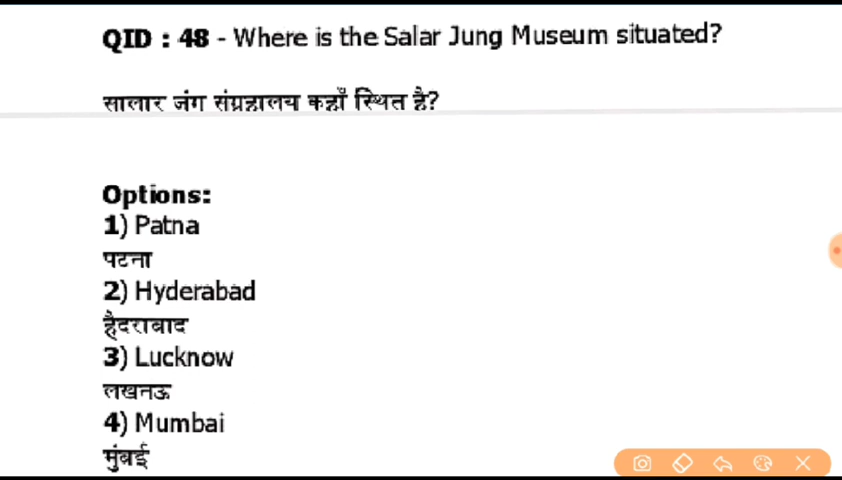 QID : 48 - Where is the Salar Jung Museum situated?
सालार जंग संग्रहालय कहाँ स्थित है?
Options:
1) Patna
पटना
2) Hyderabad
हैदराबाद
3) Lucknow
लखनऊ
4) Mumbai
मुंबई